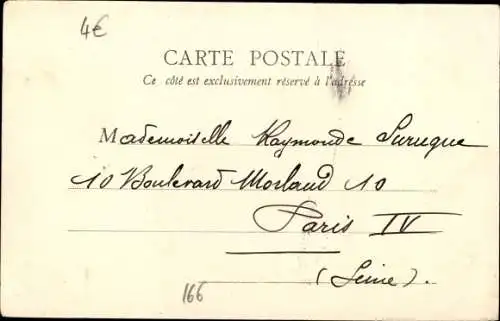 4€
CARTE POSTALE
Ce côté est exclusivement réservé à l'adresse
Mademoiselle Raymonde Suruque
10 Boulevard Morland 10
Paris IV
(Seine).
166